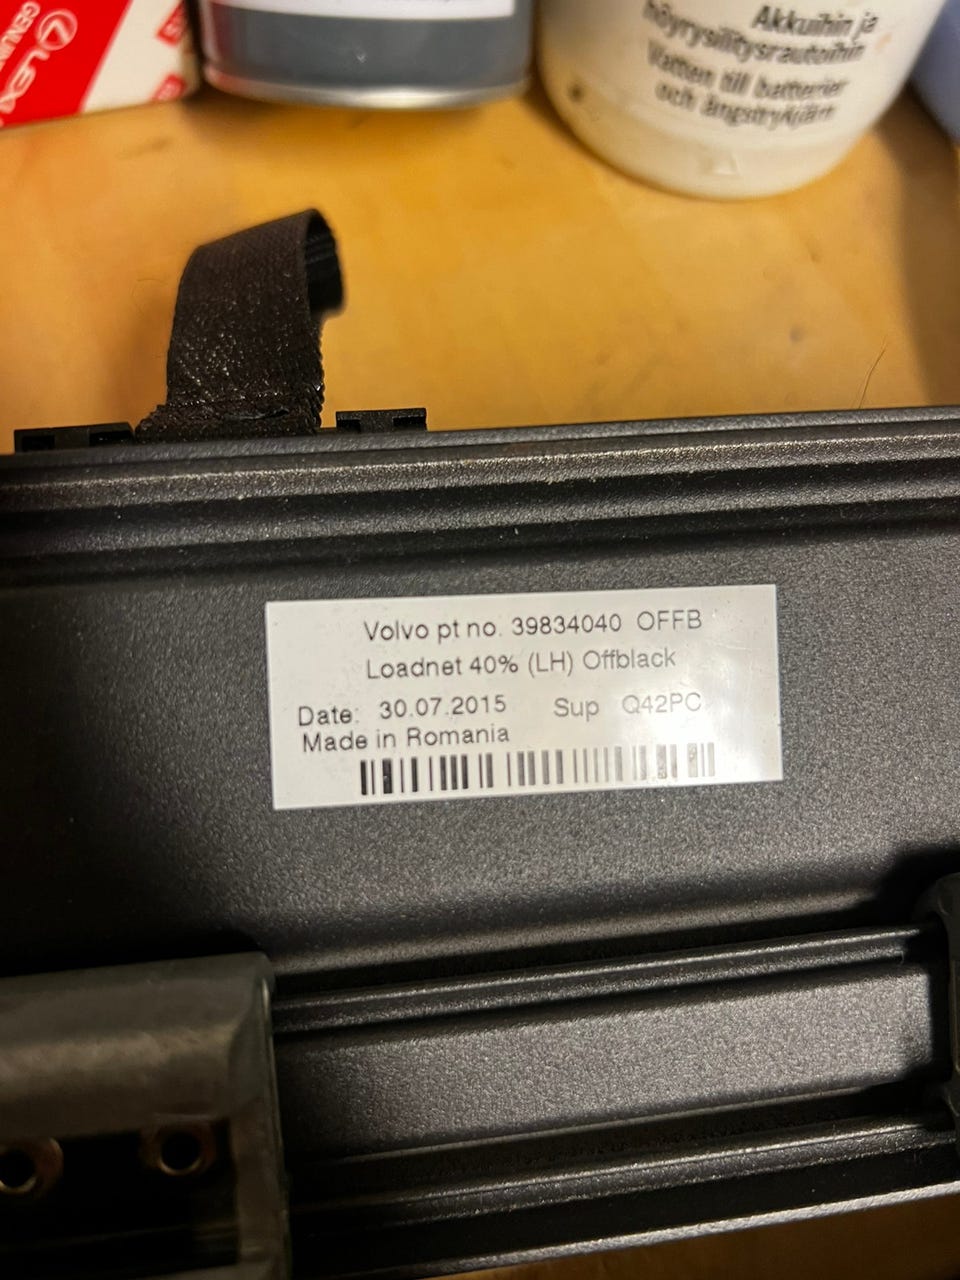 GENUIN
Akkuihin ja
höyrysilitysrautoihin
Vatten till batterier
och ångstrykjärn
Volvo pt no. 39834040 OFFB
Loadnet 40% (LH) Offblack
Date: 30.07.2015 Sup Q42PC
Made in Romania